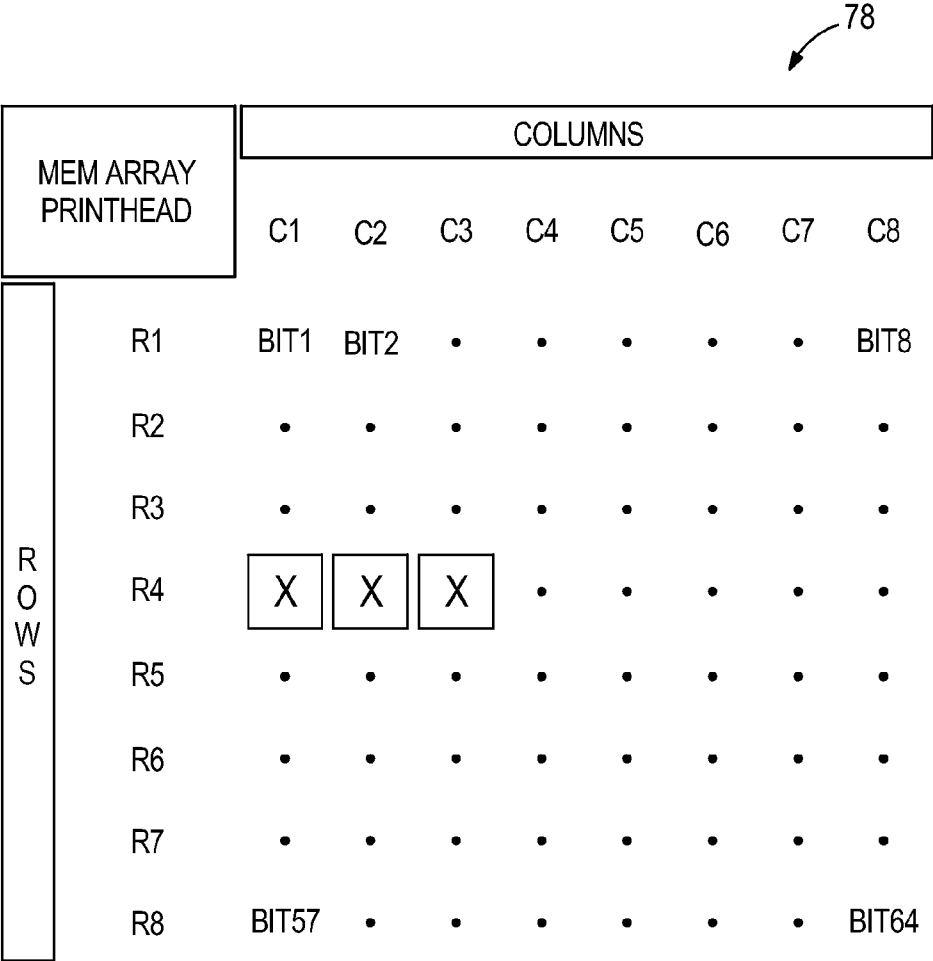 78
COLUMNS
MEM ARRAY
PRINTHEAD
C1 C2 C3 C4 C5 C6 C7 C8
ROWS
R1 BIT1 BIT2 • • • • • BIT8
R2 • • • • • • • •
R3 • • • • • • • •
R4 X X X • • • • •
R5 • • • • • • • •
R6 • • • • • • • •
R7 • • • • • • • •
R8 BIT57 • • • • • • BIT64